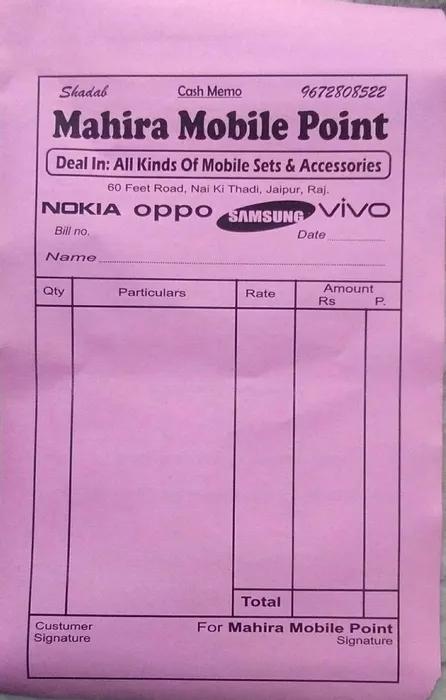 Shadab Cash Memo 9672808522
Mahira Mobile Point
Deal In: All Kinds Of Mobile Sets & Accessories
60 Feet Road, Nai Ki Thadi, Jaipur, Raj.
NOKIA oppo SAMSUNG vivo
Bill no. Date
Name
Qty Particulars Rate Amount
Rs P.
Total
Custumer For Mahira Mobile Point
Signature Signature